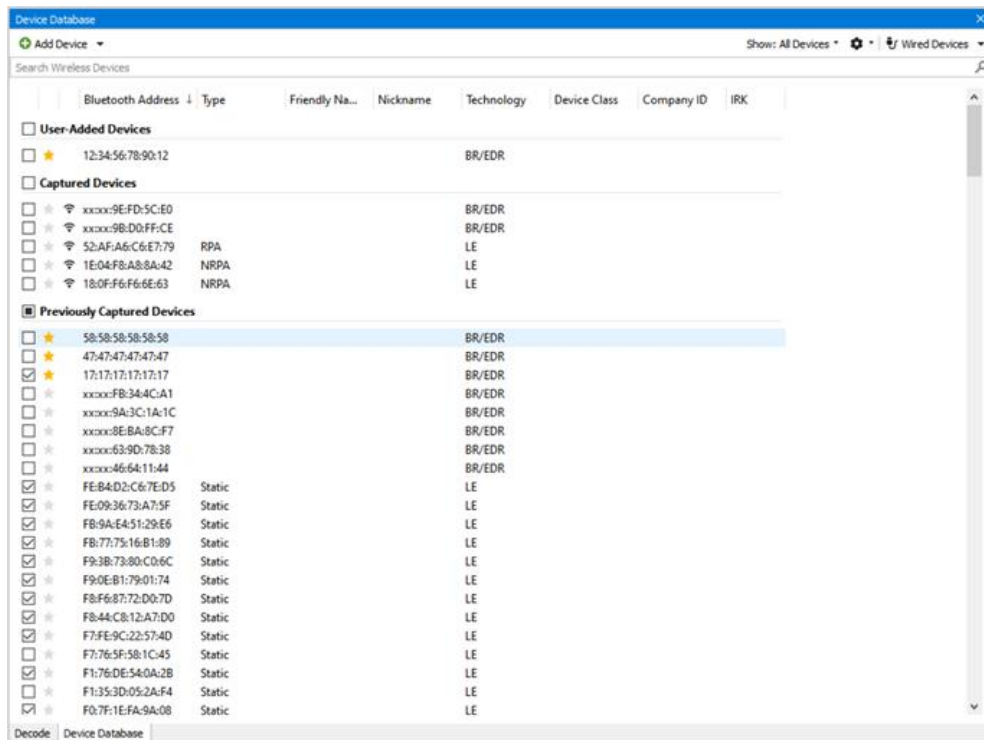 Device Database
Add Device Show: All Devices Wired Devices
Search Wireless Devices
Bluetooth Address ↓ Type Friendly Na... Nickname Technology Device Class Company ID IRK
User-Added Devices
12:34:56:78:90:12 BR/EDR
Captured Devices
xx:xx:9E:FD:5C:E0 BR/EDR
xx:xx:9B:D0:FF:CE BR/EDR
52:AF:A6:C6:E7:79 RPA LE
1E:04:F8:A8:8A:42 NRPA LE
18:0F:F6:F6:6E:63 NRPA LE
Previously Captured Devices
58:58:58:58:58:58 BR/EDR
47:47:47:47:47:47 BR/EDR
17:17:17:17:17:17 BR/EDR
xx:xx:FB:34:4C:A1 BR/EDR
xx:xx:9A:3C:1A:1C BR/EDR
xx:xx:8E:BA:8C:F7 BR/EDR
xx:xx:63:9D:78:38 BR/EDR
xx:xx:46:64:11:44 BR/EDR
FE:B4:D2:C6:7E:D5 Static LE
FE:09:36:73:A7:5F Static LE
FB:9A:E4:51:29:E6 Static LE
FB:77:75:16:B1:89 Static LE
F9:3B:73:80:C0:6C Static LE
F9:0E:B1:79:01:74 Static LE
F8:F6:87:72:D0:7D Static LE
F8:44:C8:12:A7:D0 Static LE
F7:FE:9C:22:57:4D Static LE
F7:76:5F:58:1C:45 Static LE
F1:76:DE:54:0A:2B Static LE
F1:35:3D:05:2A:F4 Static LE
F0:7F:1E:FA:9A:08 Static LE
Decode Device Database